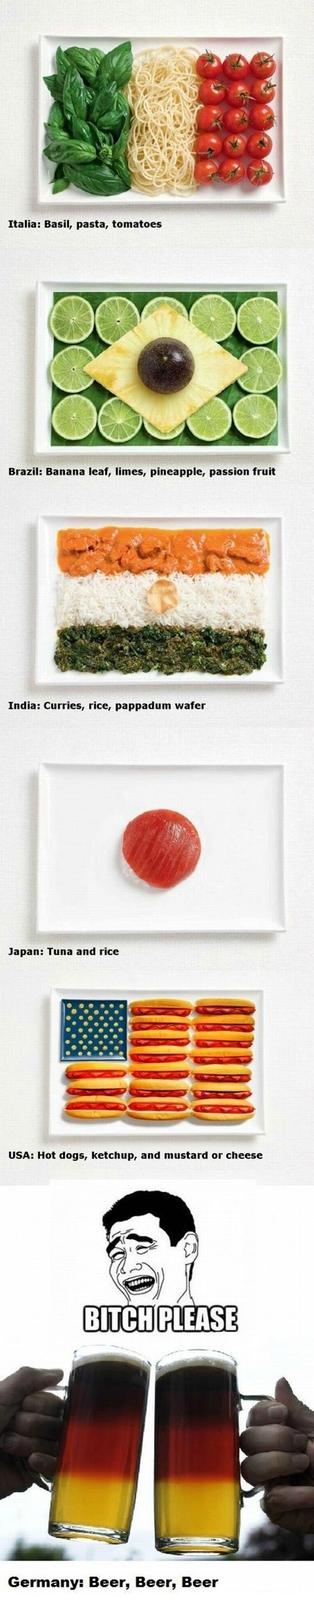 Italia: Basil, pasta, tomatoes
Brazil: Banana leaf, limes, pineapple, passion fruit
India: Curries, rice, pappadum wafer
Japan: Tuna and rice
USA: Hot dogs, ketchup, and mustard or cheese
BITCH PLEASE
Germany: Beer, Beer, Beer